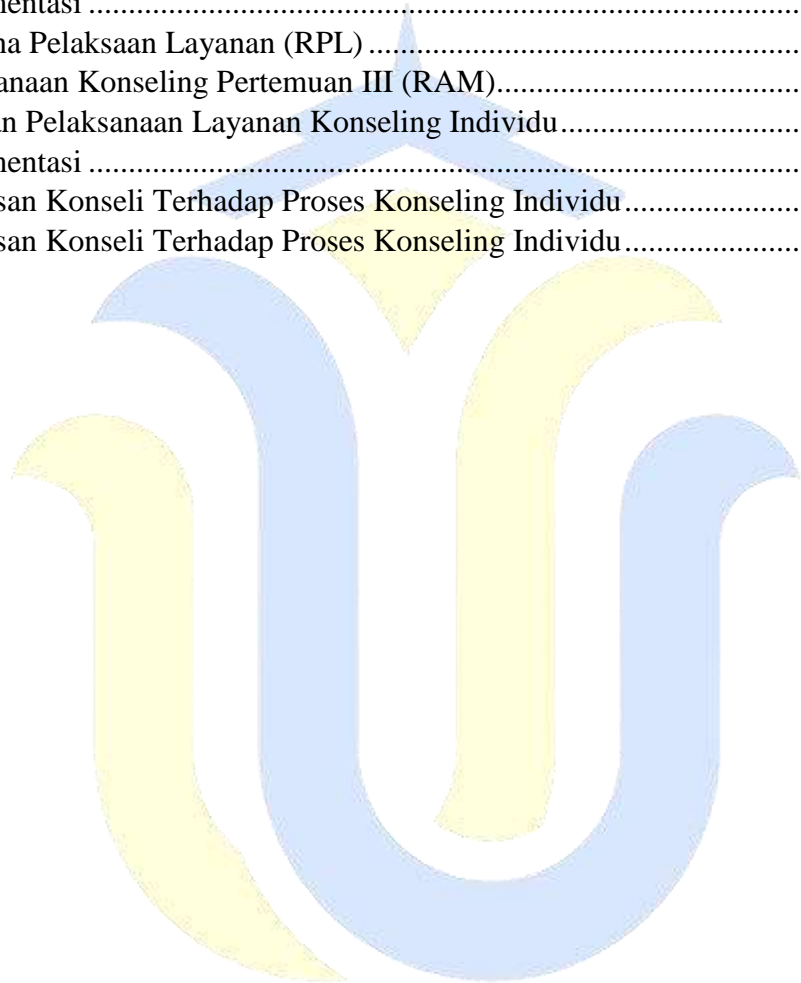 nentasi ....................................................................................................
na Pelaksaan Layanan (RPL) ......................................................
anaan Konseling Pertemuan III (RAM)......................................
an Pelaksanaan Layanan Konseling Individu..............................
nentasi ....................................................................................................
san Konseli Terhadap Proses Konseling Individu......................
san Konseli Terhadap Proses Konseling Individu......................